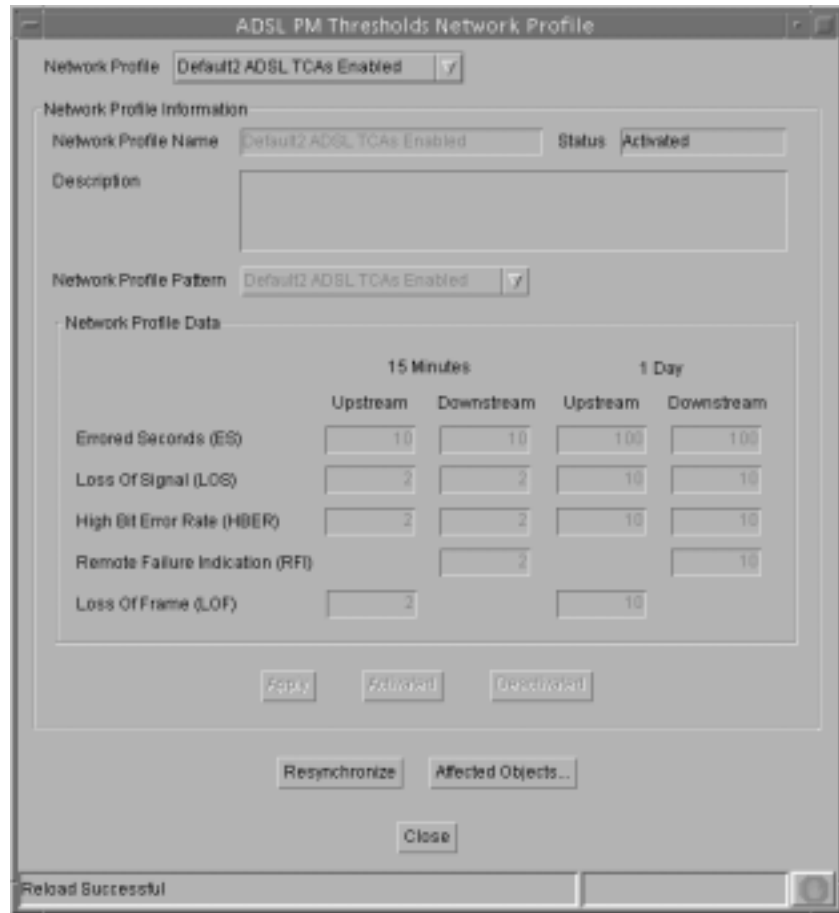 ADSL PM Thresholds Network Profile
Network Profile Default2 ADSL TCAs Enabled
Network Profile Information
Network Profile Name Default2 ADSL TCAs Enabled Status Activated
Description
Network Profile Pattern Default2 ADSL TCAs Enabled
Network Profile Data
15 Minutes 1 Day
Upstream Downstream Upstream Downstream
Errored Seconds (ES) 10 10 100 100
Loss Of Signal (LOS) 2 2 10 10
High Bit Error Rate (HBER) 2 2 10 10
Remote Failure Indication (RFI) 2 10
Loss Of Frame (LOF) 2 10
Apply Activated Deactivated
Resynchronize Affected Objects...
Close
Reload Successful